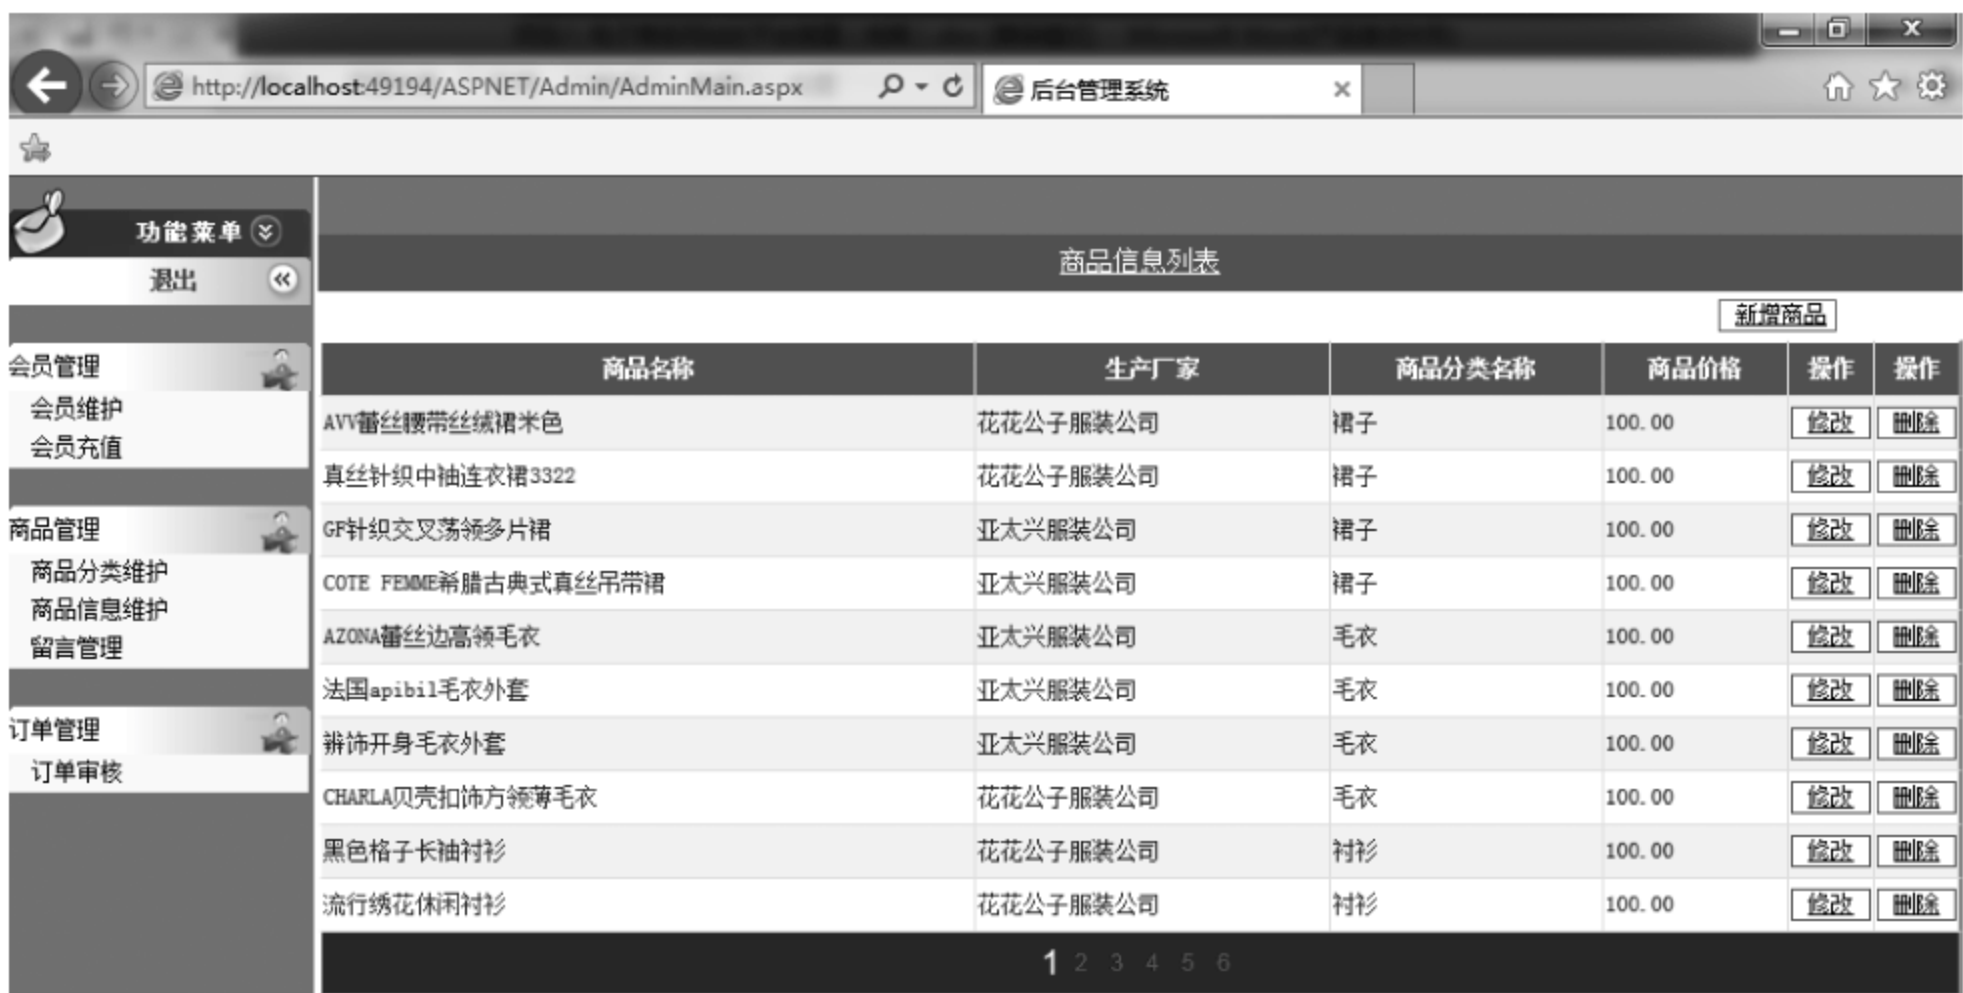 http://localhost:49194/ASPNET/Admin/AdminMain.aspx
后台管理系统
功能菜单
退出
商品信息列表
新增商品
会员管理
会员维护
会员充值
商品管理
商品分类维护
商品信息维护
留言管理
订单管理
订单审核
商品名称 生产厂家 商品分类名称 商品价格 操作 操作
AVV蕾丝腰带丝绒裙米色 花花公子服装公司 裙子 100.00 修改 删除
真丝针织中袖连衣裙3322 花花公子服装公司 裙子 100.00 修改 删除
GF针织交叉荡领多片裙 亚太兴服装公司 裙子 100.00 修改 删除
COTE FEMME希腊古典式真丝吊带裙 亚太兴服装公司 裙子 100.00 修改 删除
AZONA蕾丝边高领毛衣 亚太兴服装公司 毛衣 100.00 修改 删除
法国apibil毛衣外套 亚太兴服装公司 毛衣 100.00 修改 删除
辫饰开身毛衣外套 亚太兴服装公司 毛衣 100.00 修改 删除
CHARLA贝壳扣饰方领薄毛衣 花花公子服装公司 毛衣 100.00 修改 删除
黑色格子长袖衬衫 花花公子服装公司 衬衫 100.00 修改 删除
流行绣花休闲衬衫 花花公子服装公司 衬衫 100.00 修改 删除
1 2 3 4 5 6